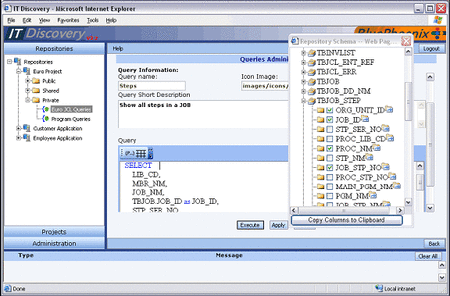 IT Discovery - Microsoft Internet Explorer
File Edit View Favorites Tools Help
IT Discovery
BluePhoenix
Repositories
Help
Logout
Repositories
Euro Project
Public
Shared
Private
Euro JCL Queries
Program Queries
Customer Application
Employee Application
Projects
Administration
Queries Admini
Query Information:
Query name:
Icon Image:
Steps
images/icons/
Query Short Description
Show all steps in a JOB
Query
SELECT
LIB_CD,
MBR_NM,
JOB_NM,
TBJOB.JOB_ID as JOB_ID,
STP_SER_NO
Execute
Apply
Repository Schema -- Web Pag...
TBINVLIST
TBJCL_ENT_REF
TBJCL_ERR
TBJOB
TBJOB_DD_NM
TBJOB_STEP
ORG_UNIT_ID
JOB_ID
STP_SER_NO
PROC_LIB_CD
PROC_NM
STP_NM
JOB_STP_NO
PROC_STP_NO
MAIN_PGM_NM
PGM_NM
JOB_STP_NM
Copy Columns to Clipboard
Back
Type
Message
Clear All
Done
Local intranet